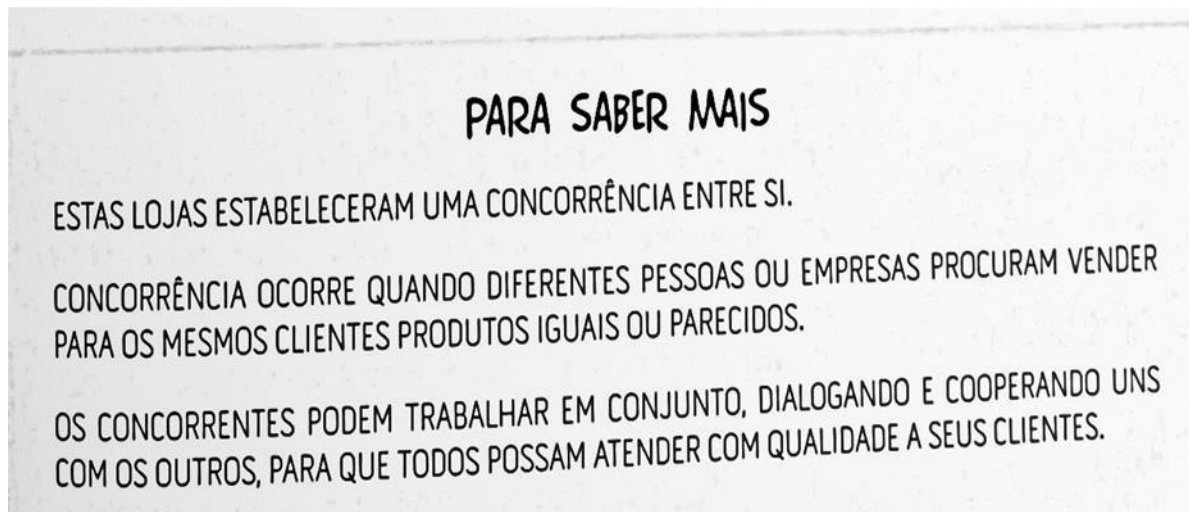 PARA SABER MAIS
ESTAS LOJAS ESTABELECERAM UMA CONCORRÊNCIA ENTRE SI.
CONCORRÊNCIA OCORRE QUANDO DIFERENTES PESSOAS OU EMPRESAS PROCURAM VENDER
PARA OS MESMOS CLIENTES PRODUTOS IGUAIS OU PARECIDOS.
OS CONCORRENTES PODEM TRABALHAR EM CONJUNTO, DIALOGANDO E COOPERANDO UNS
COM OS OUTROS, PARA QUE TODOS POSSAM ATENDER COM QUALIDADE A SEUS CLIENTES.